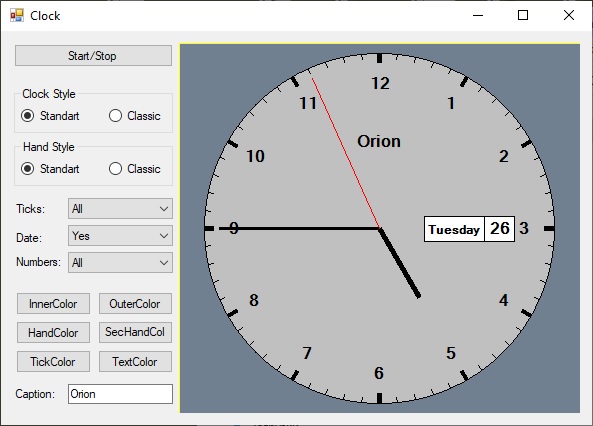 Clock
Start/Stop
Clock Style
Standart Classic
Hand Style
Standart Classic
Ticks: All
Date: Yes
Numbers: All
InnerColor OuterColor
HandColor SecHandCol
TickColor TextColor
Caption: Orion
12
11 1
Orion
10 2
9 Tuesday 26 3
8 4
7 5
6